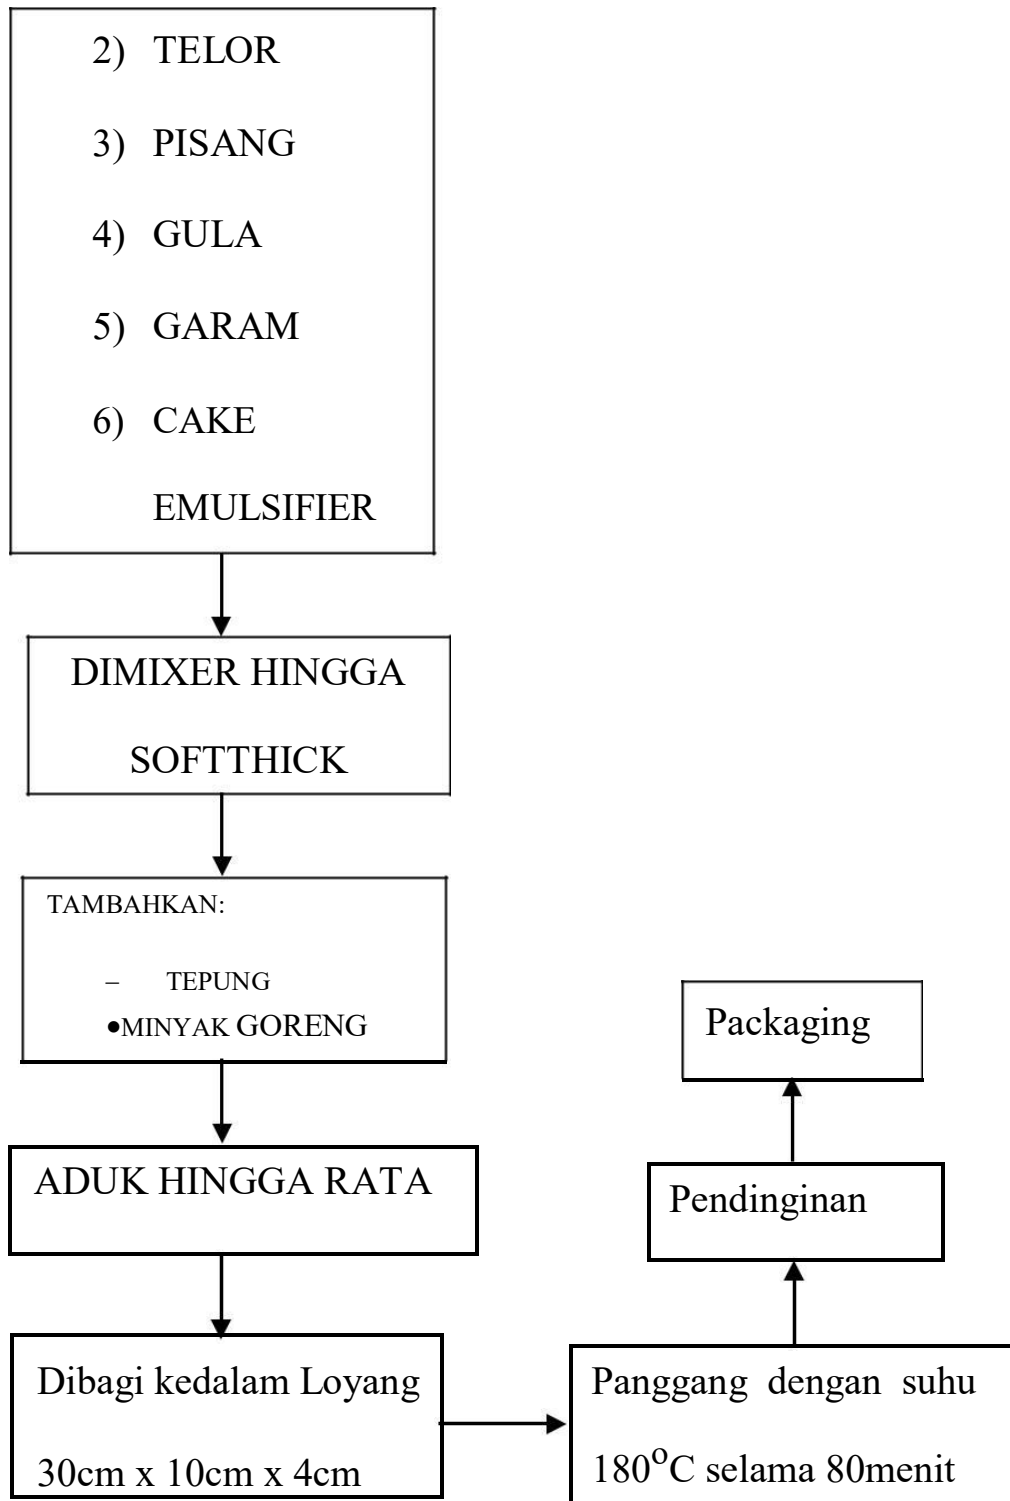 2) TELOR
3) PISANG
4) GULA
5) GARAM
6) CAKE
EMULSIFIER
DIMIXER HINGGA
SOFTTHICK
TAMBAHKAN:
– TEPUNG
●MINYAK GORENG
ADUK HINGGA RATA
Dibagi kedalam Loyang
30cm x 10cm x 4cm
Panggang dengan suhu
180°C selama 80menit
Pendinginan
Packaging